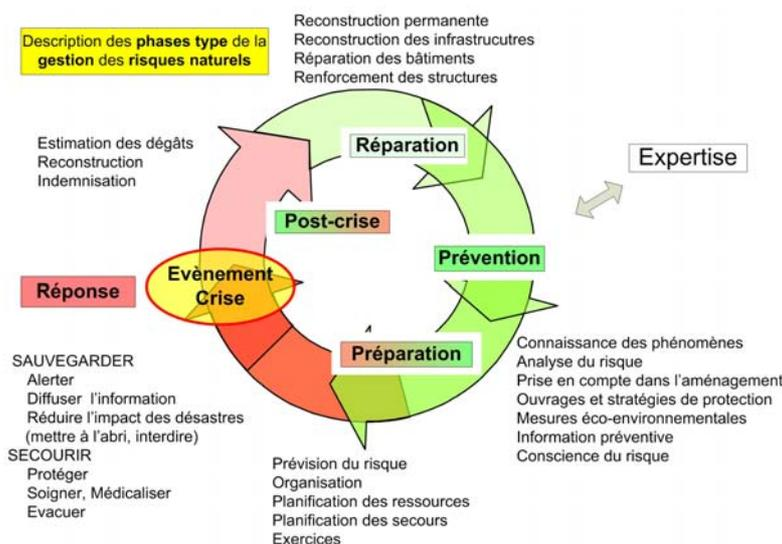 Description des phases type de la
gestion des risques naturels
Reconstruction permanente
Reconstruction des infrastrucutres
Réparation des bâtiments
Renforcement des structures
Estimation des dégâts
Reconstruction
Indemnisation
Réparation
Expertise
Post-crise
Prévention
Evènement
Crise
Réponse
Préparation
SAUVEGARDER
Alerter
Diffuser l'information
Réduire l'impact des désastres
(mettre à l'abri, interdire)
SECOURIR
Protéger
Soigner, Médicaliser
Evacuer
Prévision du risque
Organisation
Planification des ressources
Planification des secours
Exercices
Connaissance des phénomènes
Analyse du risque
Prise en compte dans l'aménagement
Ouvrages et stratégies de protection
Mesures éco-environnementales
Information préventive
Conscience du risque